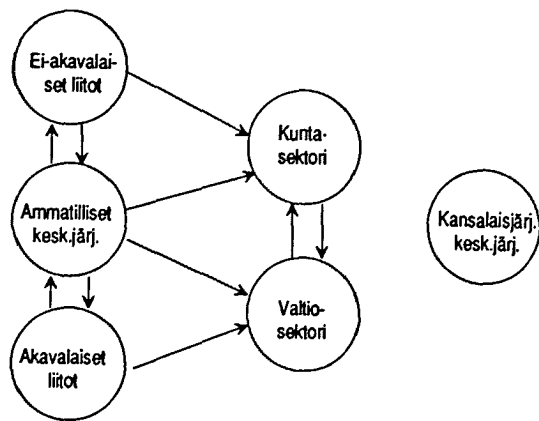 Ei-akavalai-
set liitot
Kunta-
sektori
Ammatilliset
kesk.järj.
Kansalaisjärj.
kesk.järj.
Valtio-
sektori
Akavalaiset
liitot